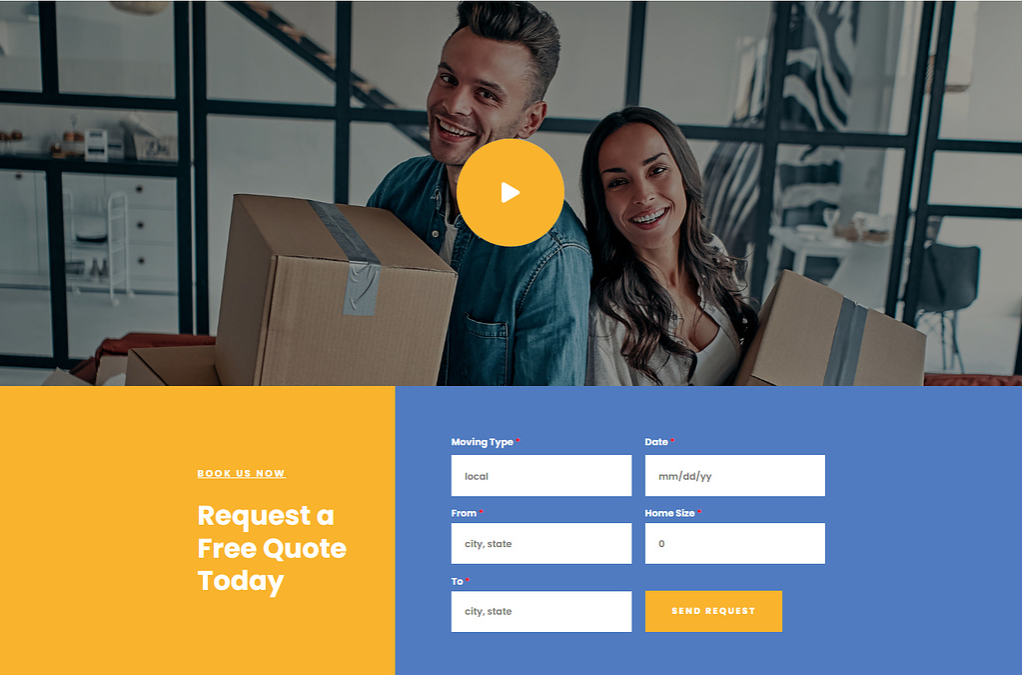 BOOK US NOW
Request a
Free Quote
Today
Moving Type *
local
Date *
mm/dd/yy
From *
city, state
Home Size *
0
To *
city, state
SEND REQUEST